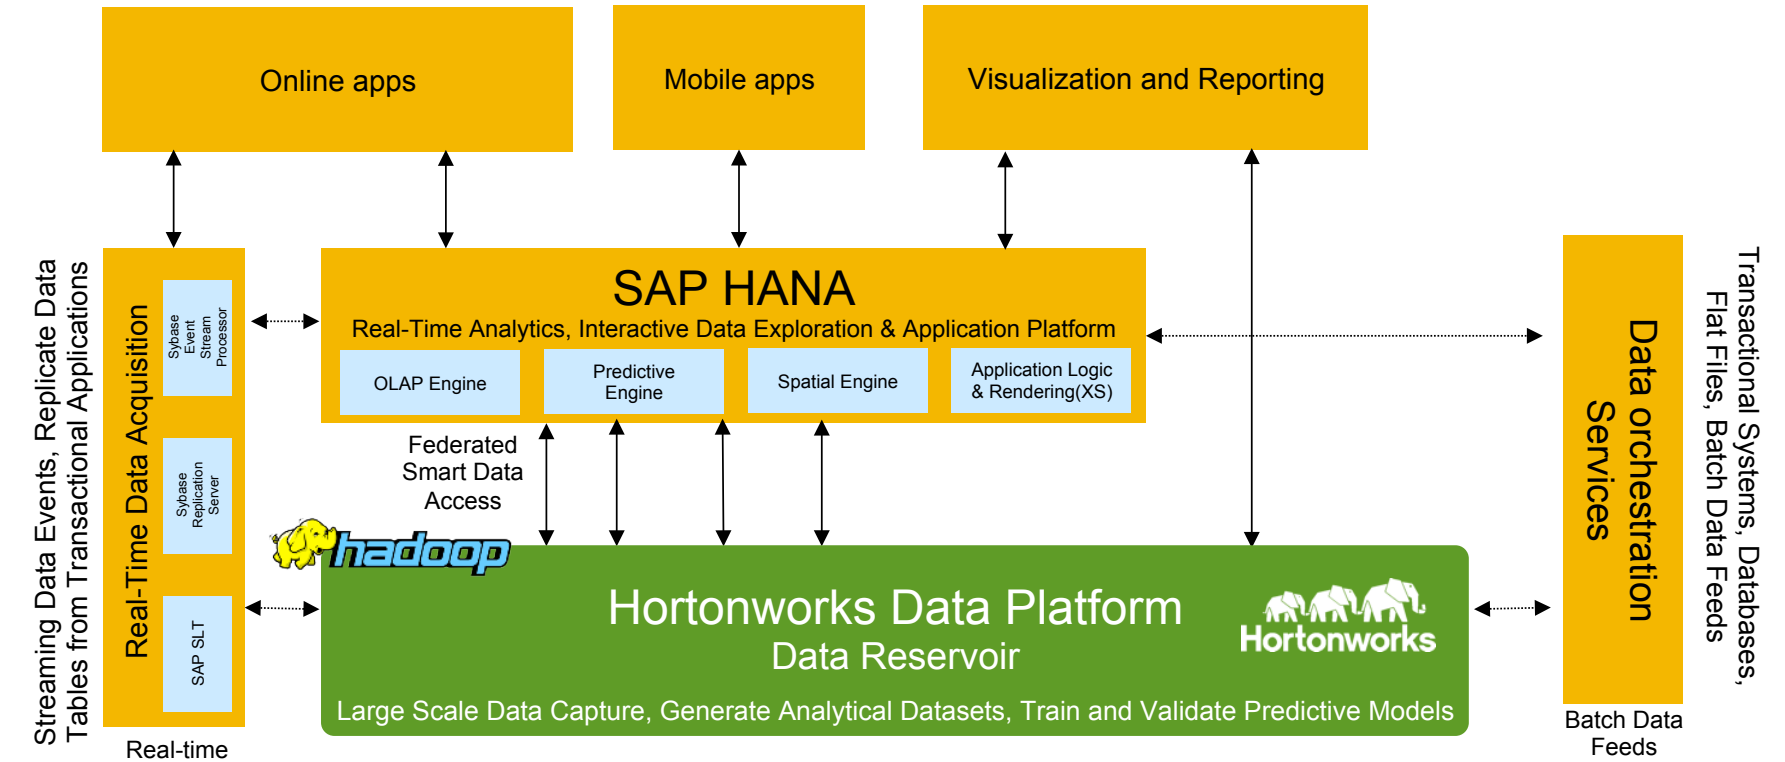 Online apps
Mobile apps
Visualization and Reporting
Streaming Data Events, Replicate Data
Tables from Transactional Applications
Real-Time Data Acquisition
Sybase
Event
Stream
Processor
Sybase
Replication
Server
SAP SLT
Real-time
SAP HANA
Real-Time Analytics, Interactive Data Exploration & Application Platform
OLAP Engine
Predictive
Engine
Spatial Engine
Application Logic
& Rendering(XS)
Federated
Smart Data
Access
hadoop
Hortonworks Data Platform
Data Reservoir
Hortonworks
Large Scale Data Capture, Generate Analytical Datasets, Train and Validate Predictive Models
Data orchestration
Services
Batch Data
Feeds
Transactional Systems, Databases,
Flat Files, Batch Data Feeds